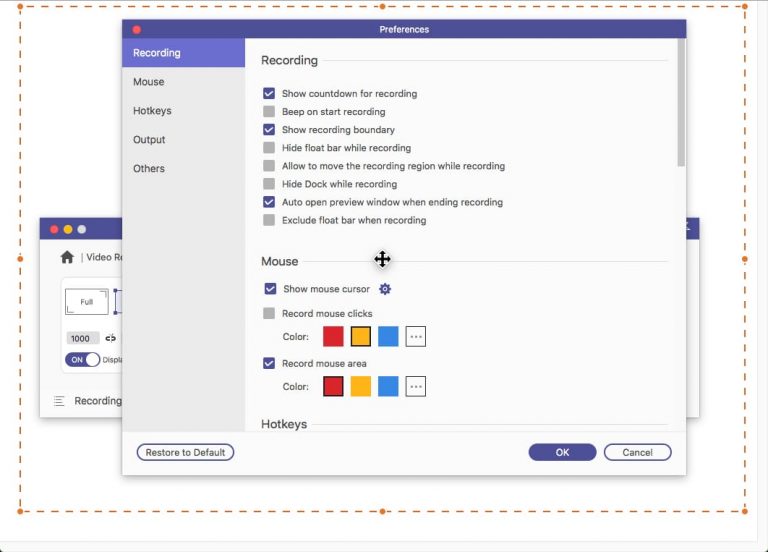 Preferences
Recording
Mouse
Hotkeys
Output
Others
Recording
Show countdown for recording
Beep on start recording
Show recording boundary
Hide float bar while recording
Allow to move the recording region while recording
Hide Dock while recording
Auto open preview window when ending recording
Exclude float bar when recording
Mouse
Show mouse cursor
Record mouse clicks
Color:
Record mouse area
Color:
Hotkeys
Restore to Default
OK
Cancel
Video
Full
1000
ON
Recording